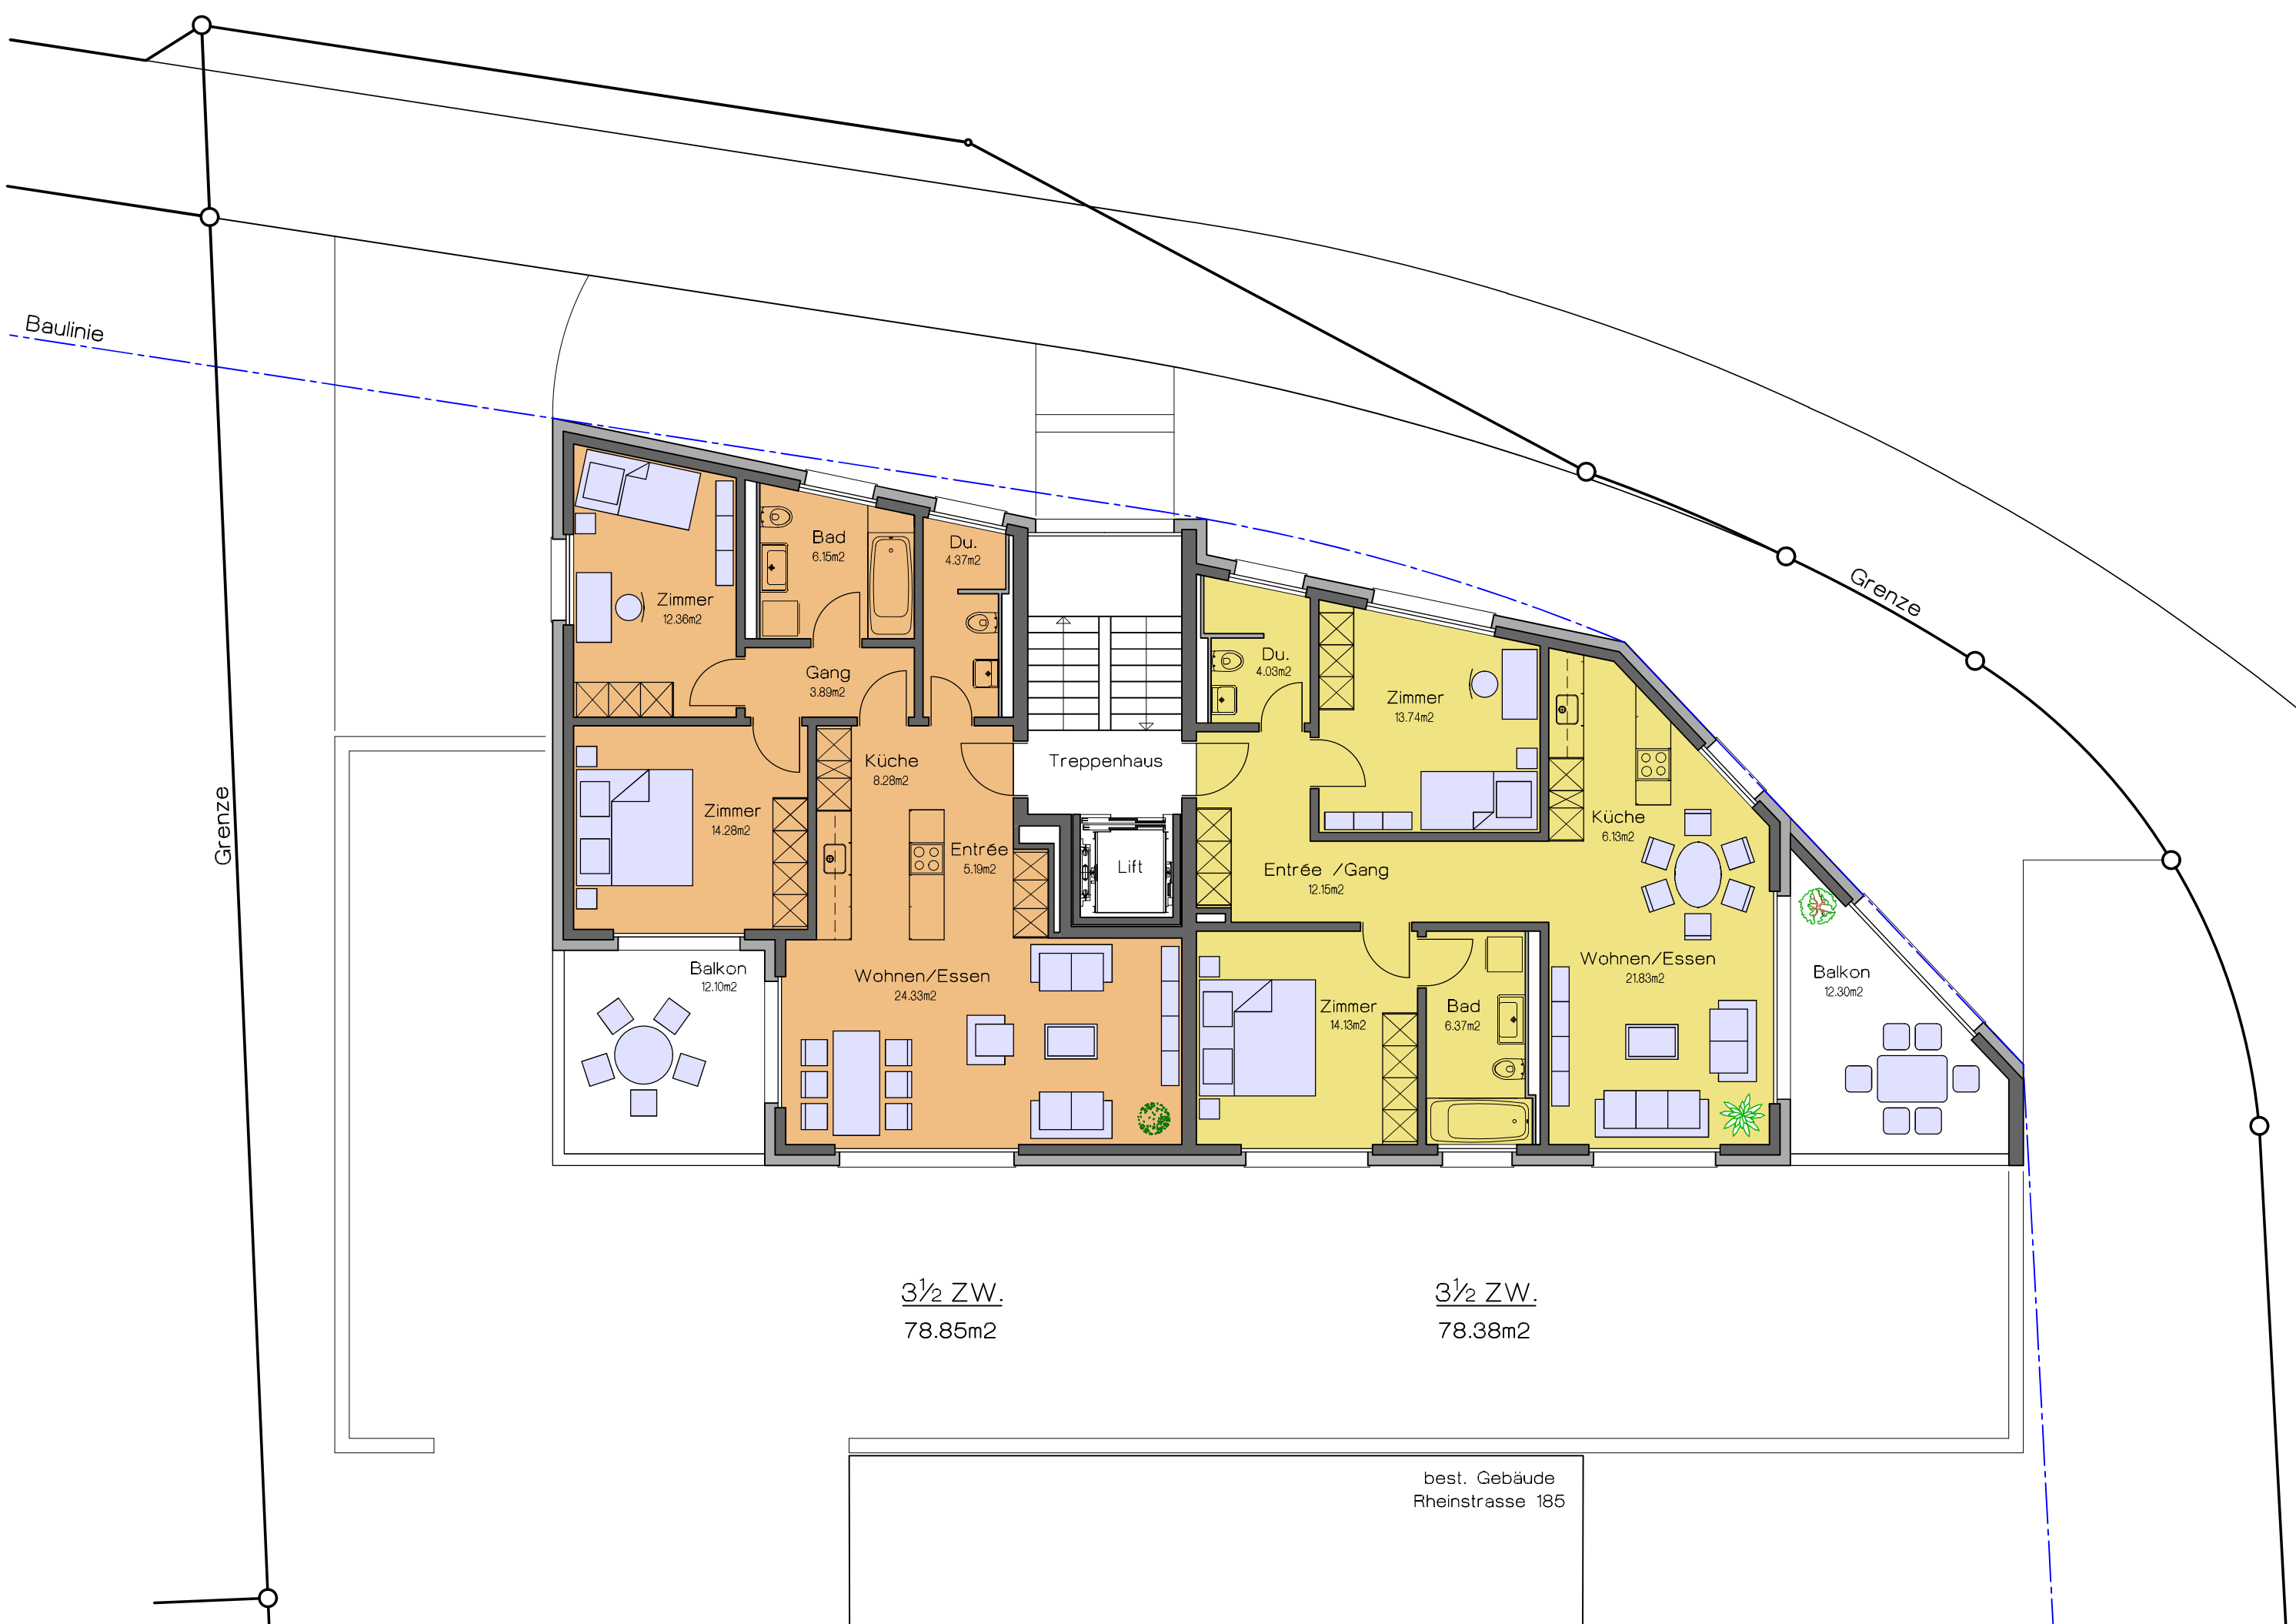 Baulinie
Grenze
Grenze
Bad
6.15m2
Du.
4.37m2
Zimmer
12.36m2
Gang
3.89m2
Du.
4.03m2
Zimmer
13.74m2
Küche
8.28m2
Treppenhaus
Zimmer
14.28m2
Entrée
5.19m2
Lift
Küche
6.13m2
Entrée /Gang
12.15m2
Balkon
12.10m2
Wohnen/Essen
24.33m2
Zimmer
14.13m2
Bad
6.37m2
Wohnen/Essen
21.83m2
Balkon
12.30m2
3½ ZW.
78.85m2
3½ ZW.
78.38m2
best. Gebäude
Rheinstrasse 185